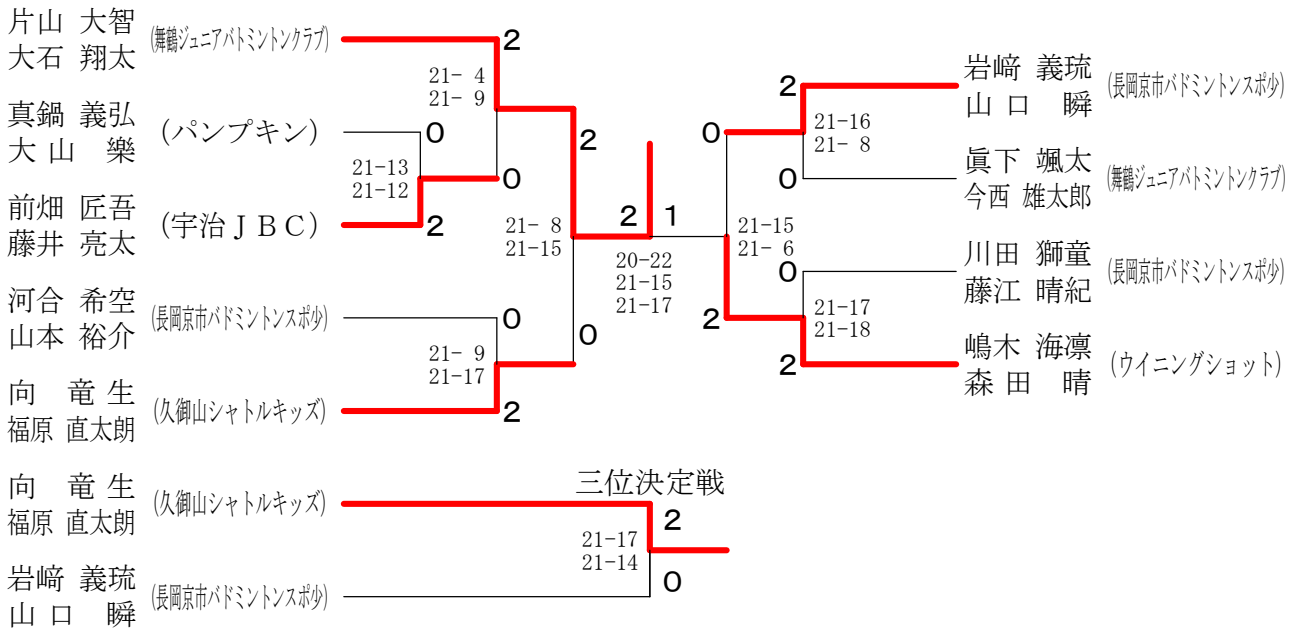 片山 大智
大石 翔太
(舞鶴ジュニアバトミントンクラブ)
2
21- 4
21- 9
真鍋 義弘
大 山 樂
(パンプキン)
0
21-13
21-12
0
前畑 匠吾
藤井 亮太
(宇治ＪＢＣ)
2
2
21- 8
21-15
河合 希空
山本 裕介
(長岡京市バドミントンスポ少)
0
21- 9
21-17
0
向 竜 生
福原 直太朗
(久御山シャトルキッズ)
2
2 1
20-22
21-15
21-17
岩﨑 義琉
山 口 瞬
(長岡京市バドミントンスポ少)
2
0
21-16
21- 8
眞下 颯太
今西 雄太郎
(舞鶴ジュニアバトミントンクラブ)
0
21-15
21- 6
川田 獅童
藤江 晴紀
(長岡京市バドミントンスポ少)
0
21-17
21-18
2
嶋木 海凛
森 田 晴
(ウイニングショット)
2
三位決定戦
向 竜 生
福原 直太朗
(久御山シャトルキッズ)
2
21-17
21-14
岩﨑 義琉
山 口 瞬
(長岡京市バドミントンスポ少)
0